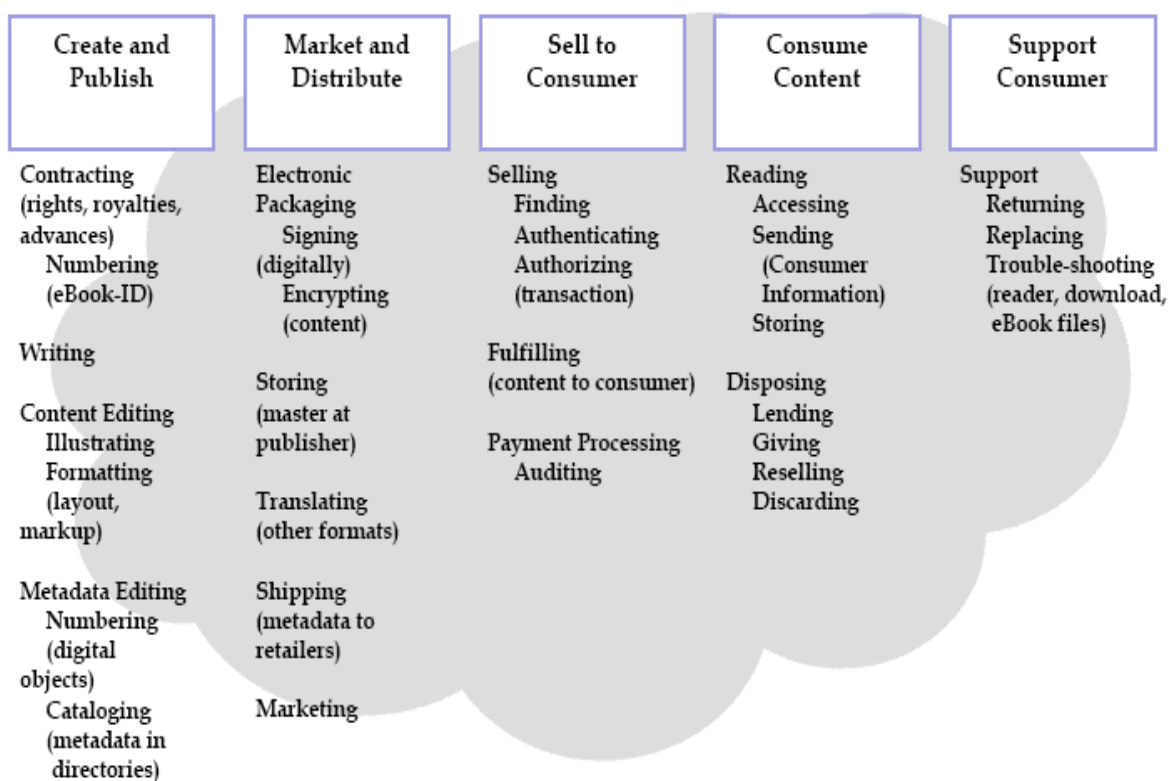 Create and
Publish
Market and
Distribute
Sell to
Consumer
Consume
Content
Support
Consumer
Contracting
(rights, royalties,
advances)
Numbering
(eBook-ID)
Writing
Content Editing
Illustrating
Formatting
(layout,
markup)
Metadata Editing
Numbering
(digital
objects)
Cataloging
(metadata in
directories)
Electronic
Packaging
Signing
(digitally)
Encrypting
(content)
Storing
(master at
publisher)
Translating
(other formats)
Shipping
(metadata to
retailers)
Marketing
Selling
Finding
Authenticating
Authorizing
(transaction)
Fulfilling
(content to consumer)
Payment Processing
Auditing
Reading
Accessing
Sending
(Consumer
Information)
Storing
Disposing
Lending
Giving
Reselling
Discarding
Support
Returning
Replacing
Trouble-shooting
(reader, download,
eBook files)